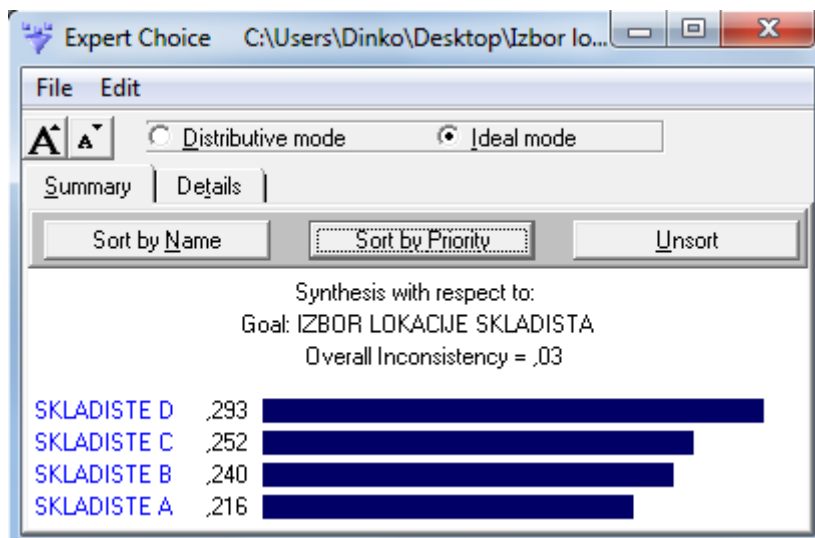 Expert Choice C:\Users\Dinko\Desktop\Izbor lo...
File Edit
A A Distributive mode Ideal mode
Summary Details
Sort by Name Sort by Priority Unsort
Synthesis with respect to:
Goal: IZBOR LOKACIJE SKLADISTA
Overall Inconsistency = ,03
SKLADISTE D ,293
SKLADISTE C ,252
SKLADISTE B ,240
SKLADISTE A ,216